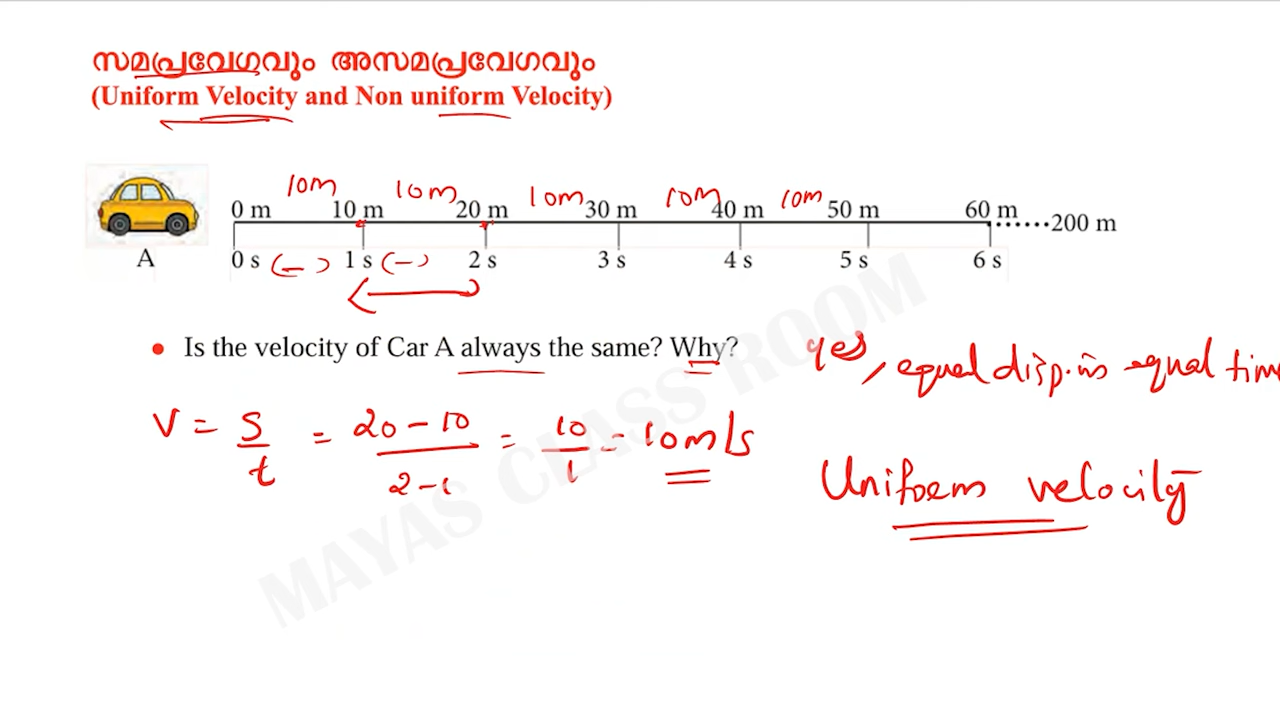 സമപ്രവേഗവും അസമപ്രവേഗവും
(Uniform Velocity and Non uniform Velocity)
10m 10m 10m 10m 10m
0 m 10 m 20 m 30 m 40 m 50 m 60 m
200 m
A 0 s 1 s 2 s 3 s 4 s 5 s 6 s
• Is the velocity of Car A always the same? Why?
yes, equal disp. in equal time
V = S/t = 20-10/2-1 = 10/1 = 10m/s
Uniform velocity
MAYAS CLASS ROOM